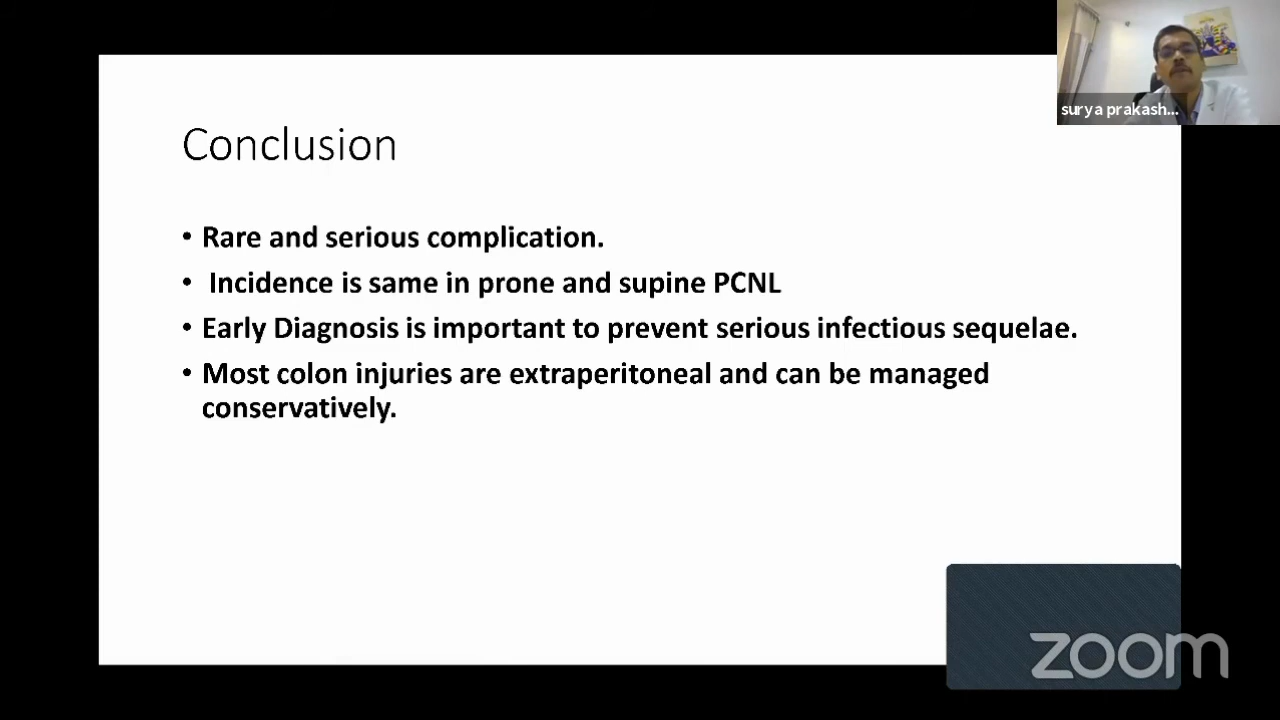 surya prakash...
Conclusion
• Rare and serious complication.
• Incidence is same in prone and supine PCNL
• Early Diagnosis is important to prevent serious infectious sequelae.
• Most colon injuries are extraperitoneal and can be managed
conservatively.
zoom